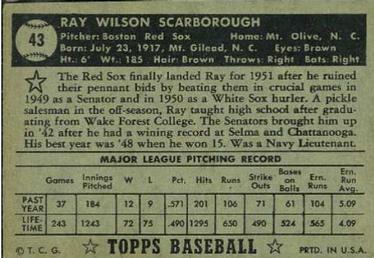 43
RAY WILSON SCARBOROUGH
Pitcher: Boston Red Sox Home: Mt. Olive, N. C.
Born: July 23, 1917, Mt. Gilead, N. C. Eyes: Brown
Ht.: 6' Wt.: 185 Hair: Brown Throws: Right Bats: Right
The Red Sox finally landed Ray for 1951 after he ruined
their pennant bids by beating them in crucial games in
1949 as a Senator and in 1950 as a White Sox hurler. A pickle
salesman in the off-season, Ray taught high school after gradu-
ating from Wake Forest College. The Senators brought him
up in '42 after he had a wining record at Selma and Chattanooga.
His best year was '48 when he won 15. Was a Navy Lieutenant.
MAJOR LEAGUE PITCHING RECORD
Games Innings Pitched W L Pct. Hits Runs Strike Outs Bases on Balls Ern. Runs Ern. Run Avg.
PAST YEAR 37 184 12 9 .571 201 106 71 61 104 5.09
LIFE-TIME 243 1272 72 75 .490 1295 650 490 524 565 4.09
© T. C. G. TOPPS BASEBALL PRTD. IN U.S.A.